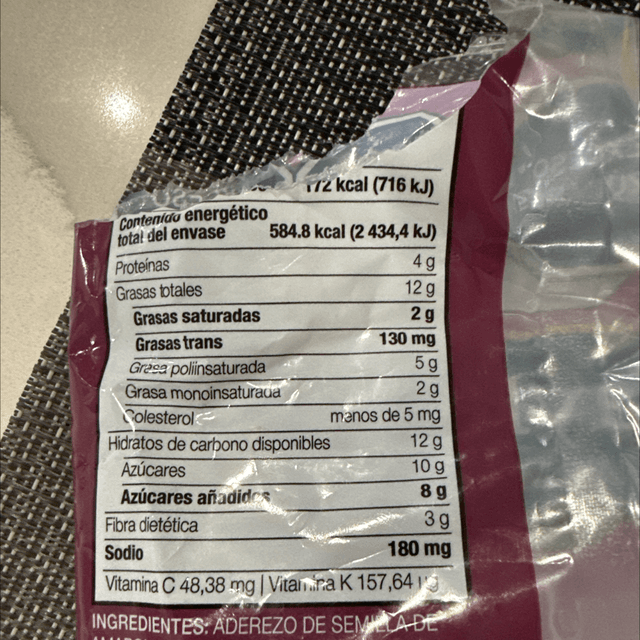 172 kcal (716 kJ)
Contenido energético
total del envase 584.8 kcal (2 434,4 kJ)
Proteínas 4 g
Grasas totales 12 g
Grasas saturadas 2 g
Grasas trans 130 mg
Grasa poliinsaturada 5 g
Grasa monoinsaturada 2 g
Colesterol menos de 5 mg
Hidratos de carbono disponibles 12 g
Azúcares 10 g
Azúcares añadidos 8 g
Fibra dietética 3 g
Sodio 180 mg
Vitamina C 48,38 mg | Vitamina K 157,64 µg
INGREDIENTES: ADEREZO DE SEMILLA DE